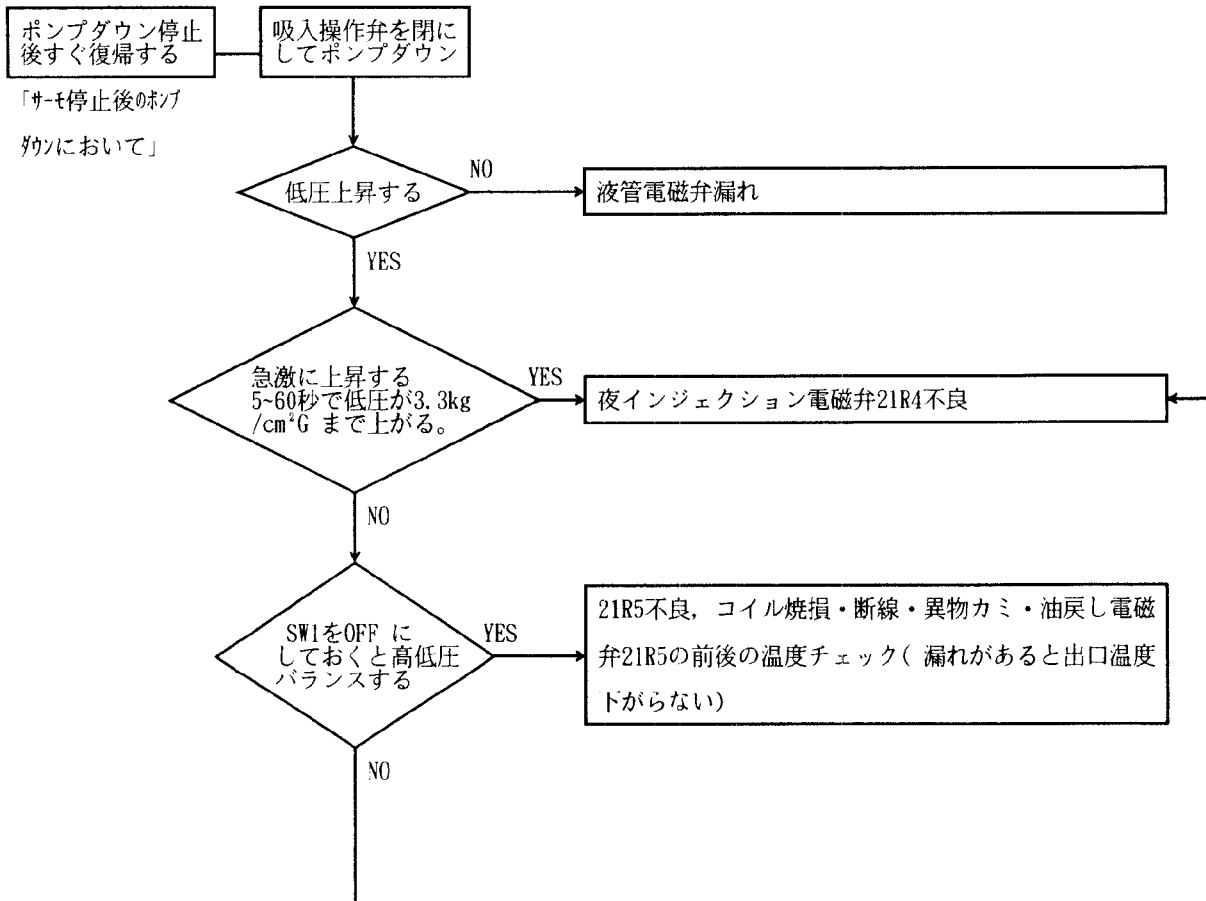 ポンプダウン停止
後すぐ復帰する
吸入操作弁を閉に
してポンプダウン
「ｻｰﾓ停止後のﾎﾟﾝﾌﾟ
ﾀﾞｳﾝにおいて」
低圧上昇する
NO
液管電磁弁漏れ
YES
急激に上昇する
5~60秒で低圧が3.3kg
/cm²G まで上がる。
YES
夜インジェクション電磁弁21R4不良
NO
SW1をOFF に
しておくと高低圧
バランスする
YES
21R5不良, コイル焼損・断線・異物カミ・油戻し電磁
弁21R5の前後の温度チェック( 漏れがあると出口温度
下がらない)
NO